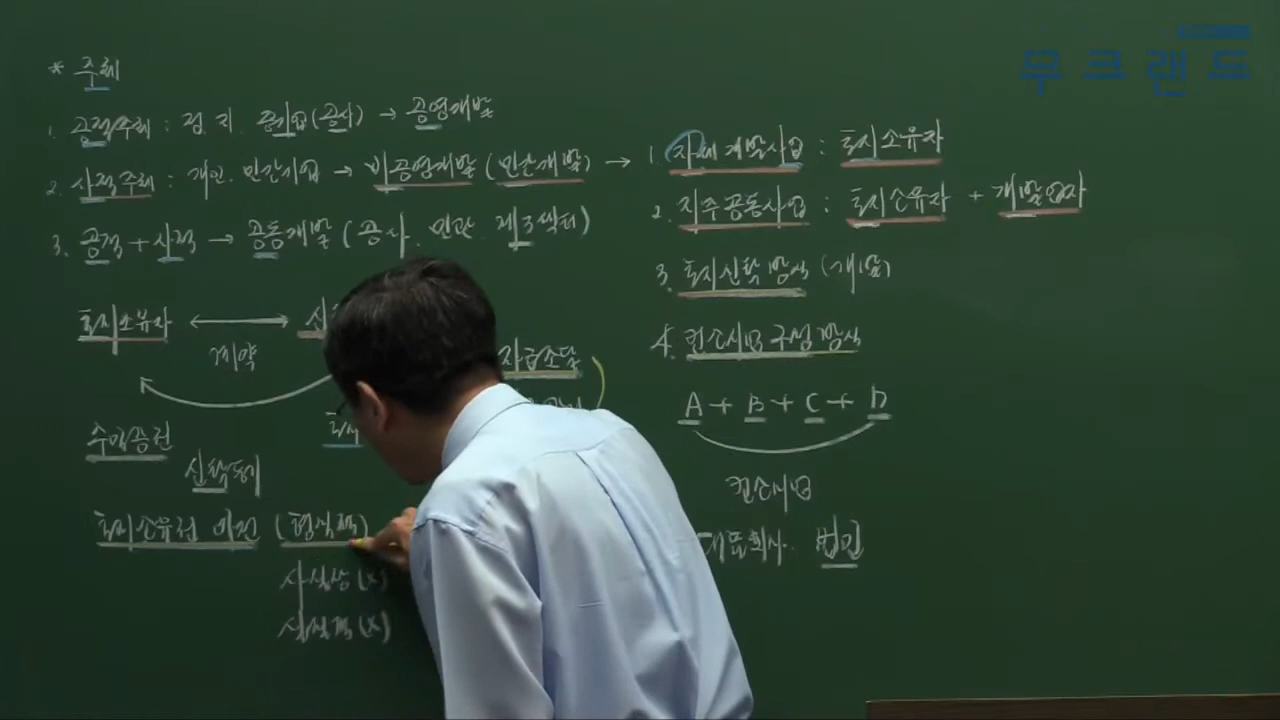 무크랜드
* 주체
1. 공적주체 : 정. 지. 공기업(공사) → 공영개발
2. 사적주체 : 개인. 민간기업 → 비공영개발 (민간개발) →
3. 공적 + 사적 → 공동개발 (공사. 민관. 제3섹터)
토지소유자 ↔
계약
자금조달
수익증권
신탁등기
토지소유권 이전 (형식적)
사실상 (x)
실질적 (x)
1. 자체개발사업 : 토지소유자
2. 지주공동사업 : 토지소유자 + 개발업자
3. 토지신탁방식 (개발)
4. 컨소시엄 구성방식
A + B + C + D
컨소시엄
대표회사. 법인